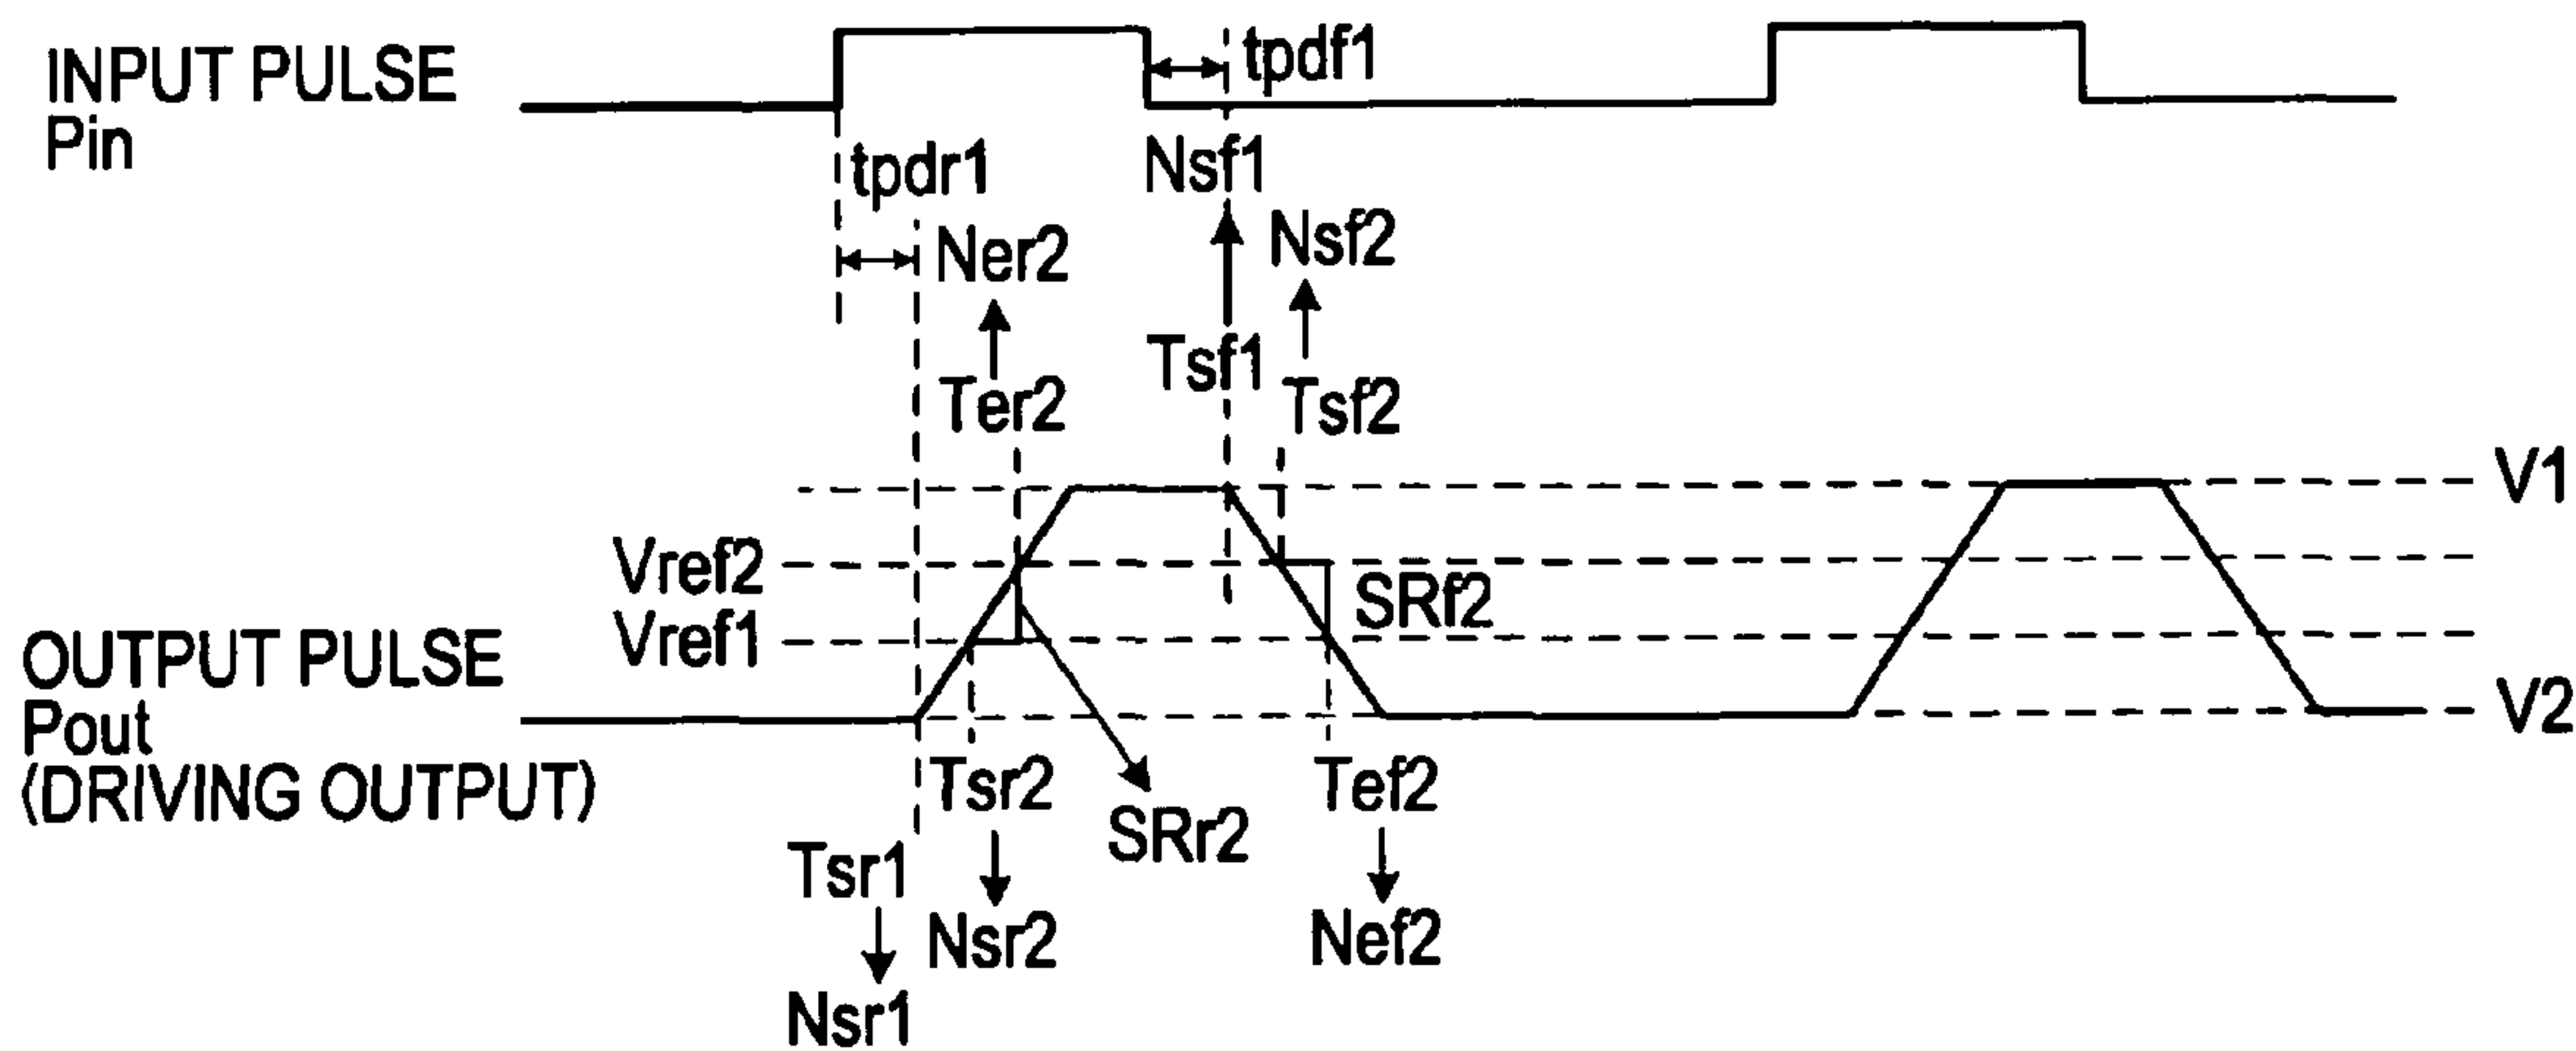 INPUT PULSE
Pin
tpdf1
tpdr1
Nsf1
Ner2
Nsf2
Tsf1
Ter2
Tsf2
V1
Vref2
SRf2
Vref1
OUTPUT PULSE
Pout
(DRIVING OUTPUT)
V2
Tsr2
Tef2
SRr2
Tsr1
Nsr2
Nef2
Nsr1